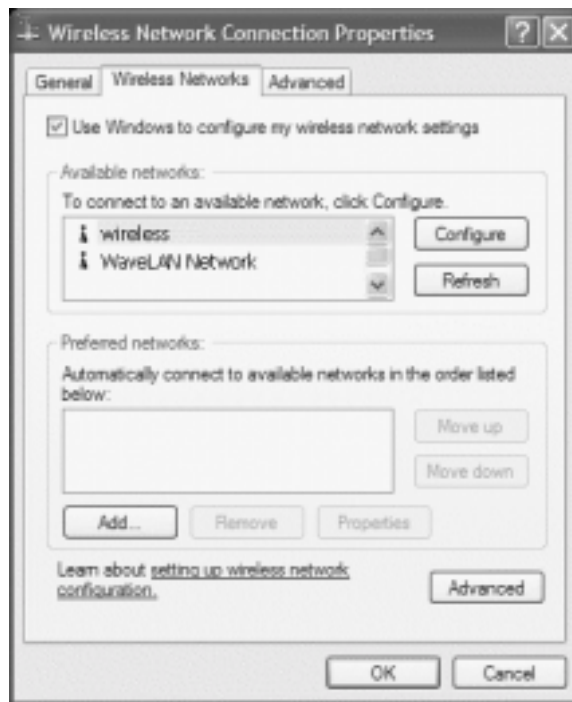 Wireless Network Connection Properties
General Wireless Networks Advanced
Use Windows to configure my wireless network settings
Available networks:
To connect to an available network, click Configure.
wireless
WaveLAN Network
Configure
Refresh
Preferred networks:
Automatically connect to available networks in the order listed
below:
Move up
Move down
Add... Remove Properties
Learn about setting up wireless network
configuration.
Advanced
OK Cancel